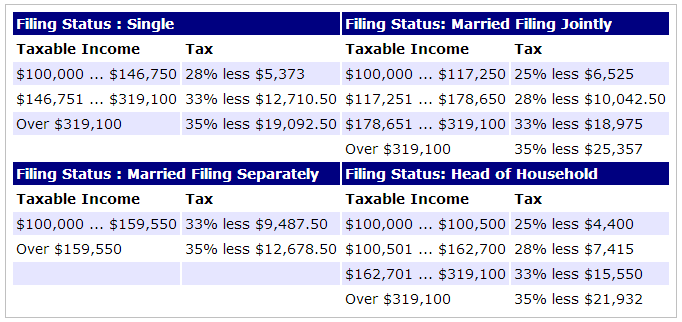 Filing Status : Single
Taxable Income Tax
$100,000 ... $146,750 28% less $5,373
$146,751 ... $319,100 33% less $12,710.50
Over $319,100 35% less $19,092.50
Filing Status: Married Filing Jointly
Taxable Income Tax
$100,000 ... $117,250 25% less $6,525
$117,251 ... $178,650 28% less $10,042.50
$178,651 ... $319,100 33% less $18,975
Over $319,100 35% less $25,357
Filing Status : Married Filing Separately
Taxable Income Tax
$100,000 ... $159,550 33% less $9,487.50
Over $159,550 35% less $12,678.50
Filing Status: Head of Household
Taxable Income Tax
$100,000 ... $100,500 25% less $4,400
$100,501 ... $162,700 28% less $7,415
$162,701 ... $319,100 33% less $15,550
Over $319,100 35% less $21,932